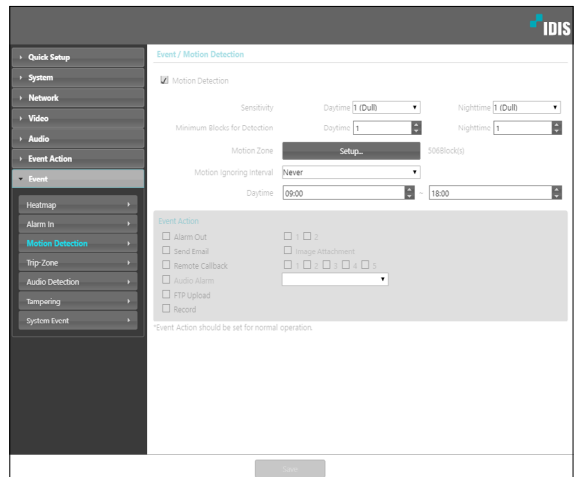 IDIS
Quick Setup
System
Network
Video
Audio
Event Action
Event
Heatmap
Alarm In
Motion Detection
Trip-Zone
Audio Detection
Tampering
System Event
Event / Motion Detection
Motion Detection
Sensitivity Daytime 1 (Dull) Nighttime 1 (Dull)
Minimum Blocks for Detection Daytime 1 Nighttime 1
Motion Zone Setup... 506Block(s)
Motion Ignoring Interval Never
Daytime 09:00 ~ 18:00
Event Action
Alarm Out 1 2
Send Email Image Attachment
Remote Callback 1 2 3 4 5
Audio Alarm
FTP Upload
Record
*Event Action should be set for normal operation.
Save